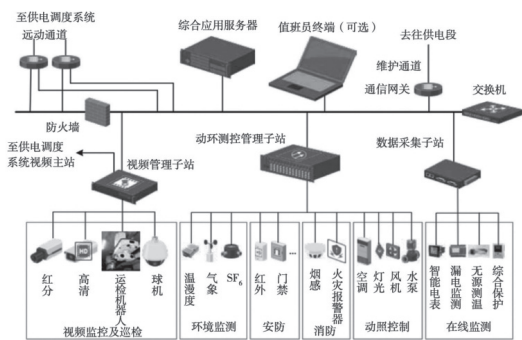 至供电调度系统
远动通道
综合应用服务器
值班员终端（可选）
去往供电段
维护通道
通信网关
交换机
防火墙
至供电调度
系统视频主站
视频管理子站
动环测控管理子站
数据采集子站
红分
高清
运检机器人
球机
温漫度
气象
SF6
红外
门禁
...
烟感
火灾报警器
空调
灯光
风机
水泵
智能电表
漏电监测
无源测温
综合保护
视频监控及巡检
环境监测
安防
消防
动照控制
在线监测